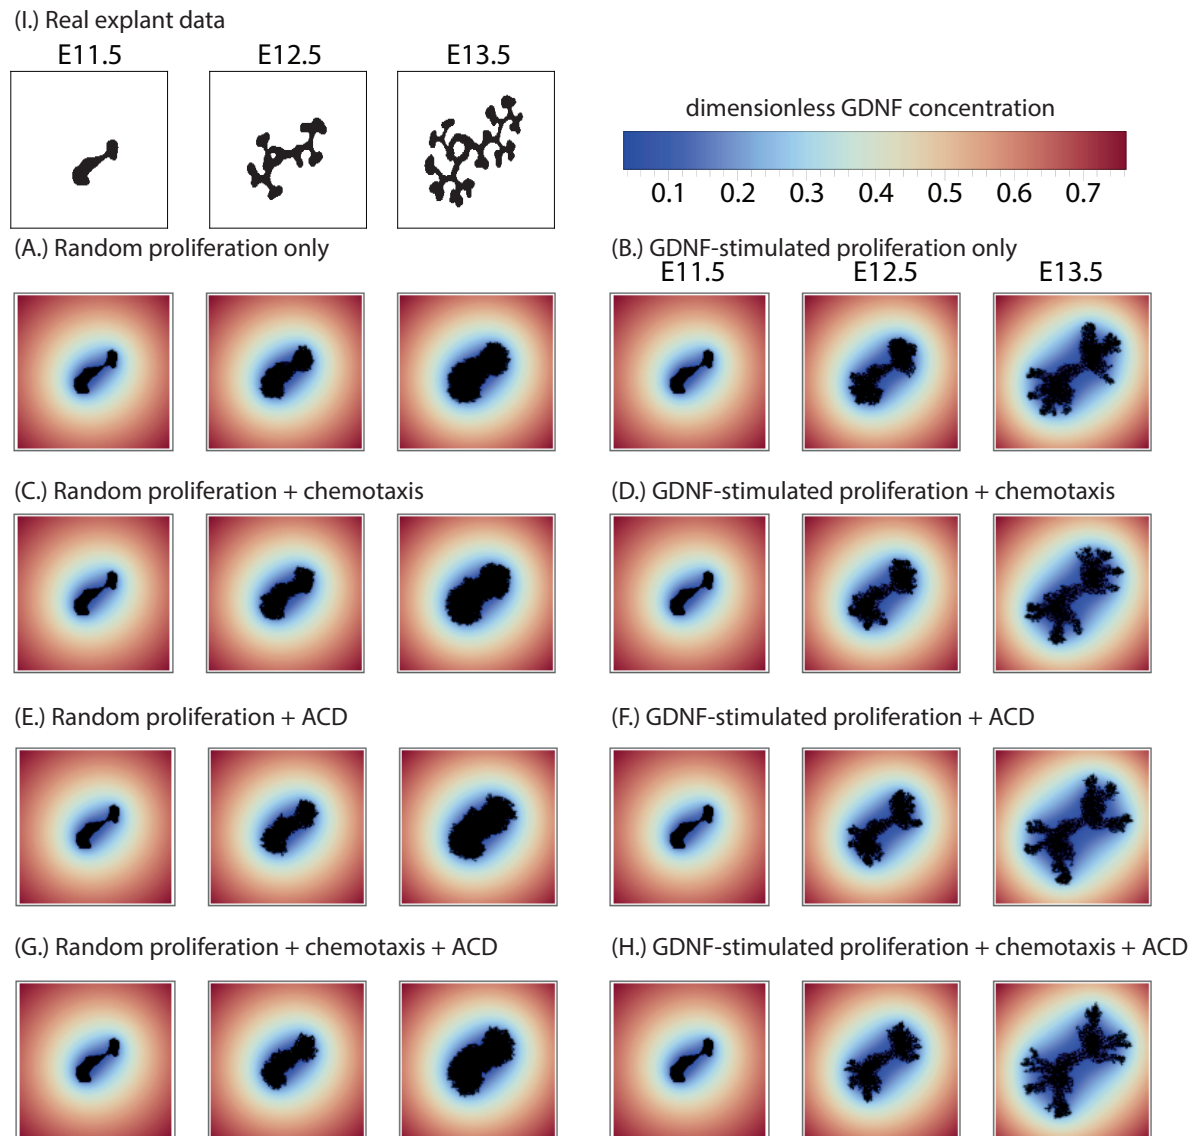 (I.) Real explant data
E11.5 E12.5 E13.5
dimensionless GDNF concentration
0.1 0.2 0.3 0.4 0.5 0.6 0.7
(A.) Random proliferation only
(B.) GDNF-stimulated proliferation only
E11.5 E12.5 E13.5
(C.) Random proliferation + chemotaxis
(D.) GDNF-stimulated proliferation + chemotaxis
(E.) Random proliferation + ACD
(F.) GDNF-stimulated proliferation + ACD
(G.) Random proliferation + chemotaxis + ACD
(H.) GDNF-stimulated proliferation + chemotaxis + ACD